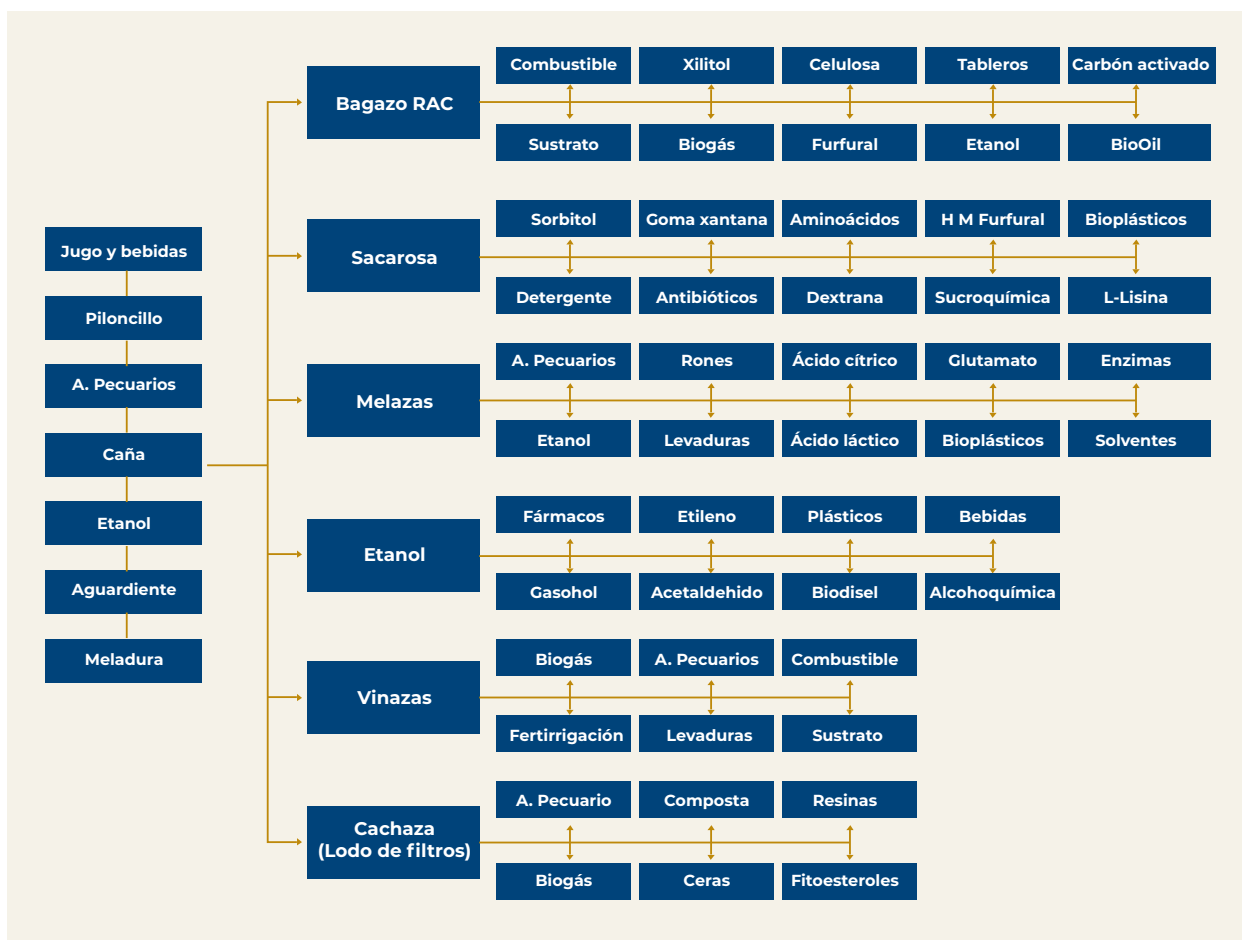 Jugo y bebidas
Piloncillo
A. Pecuarios
Caña
Etanol
Aguardiente
Meladura
Bagazo RAC
Combustible
Xilitol
Celulosa
Tableros
Carbón activado
Sustrato
Biogás
Furfural
Etanol
BioOil
Sacarosa
Sorbitol
Goma xantana
Aminoácidos
H M Furfural
Bioplásticos
Detergente
Antibióticos
Dextrana
Sucroquímica
L-Lisina
Melazas
A. Pecuarios
Rones
Ácido cítrico
Glutamato
Enzimas
Etanol
Levaduras
Ácido láctico
Bioplásticos
Solventes
Etanol
Fármacos
Etileno
Plásticos
Bebidas
Gasohol
Acetaldehido
Biodisel
Alcohoquímica
Vinazas
Biogás
A. Pecuarios
Combustible
Fertirrigación
Levaduras
Sustrato
Cachaza
(Lodo de filtros)
A. Pecuario
Composta
Resinas
Biogás
Ceras
Fitoesteroles